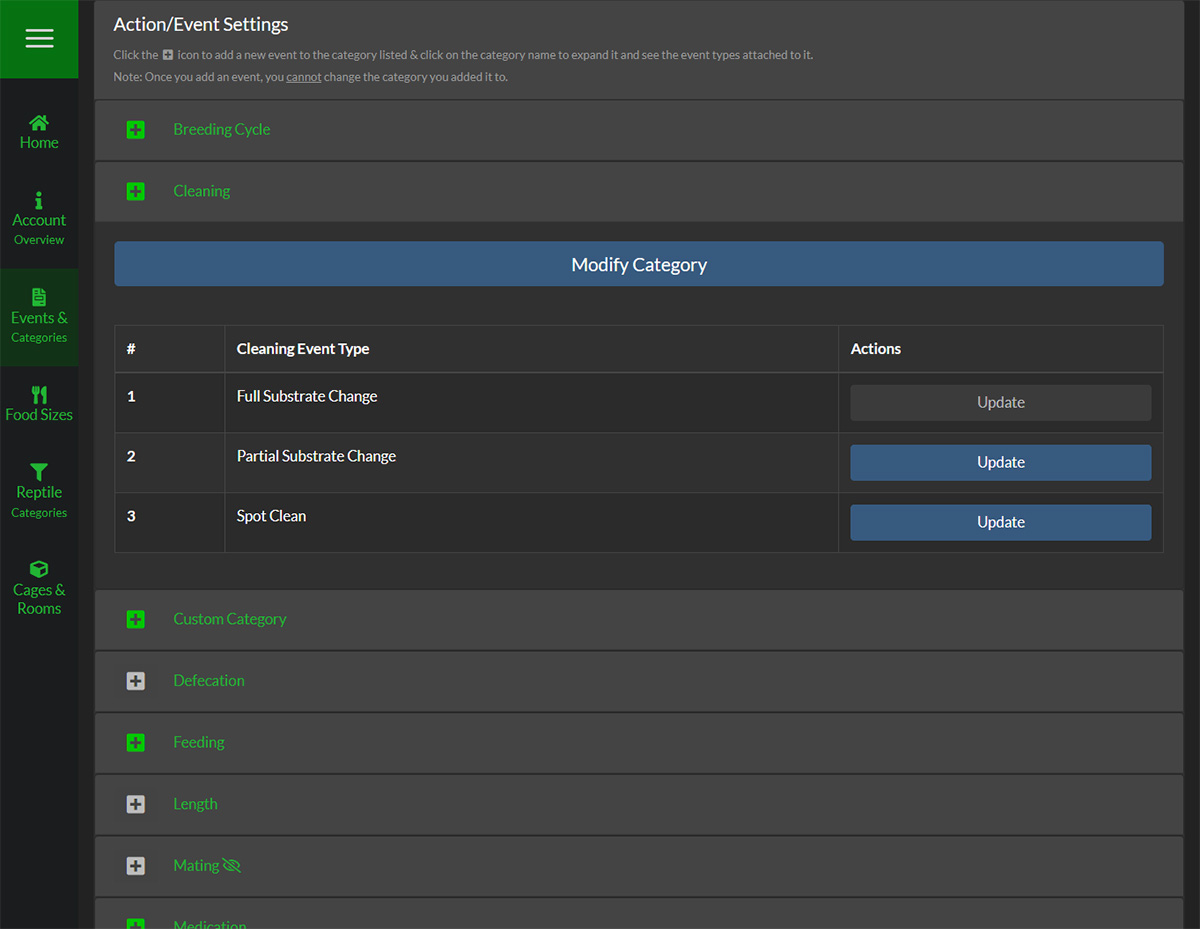 Action/Event Settings
Click the icon to add a new event to the category listed & click on the category name to expand it and see the event types attached to it.
Note: Once you add an event, you cannot change the category you added it to.
Home
Account
Overview
Events &
Categories
Food Sizes
Reptile
Categories
Cages &
Rooms
Breeding Cycle
Cleaning
Modify Category
# Cleaning Event Type Actions
1 Full Substrate Change Update
2 Partial Substrate Change Update
3 Spot Clean Update
Custom Category
Defecation
Feeding
Length
Mating
Medication